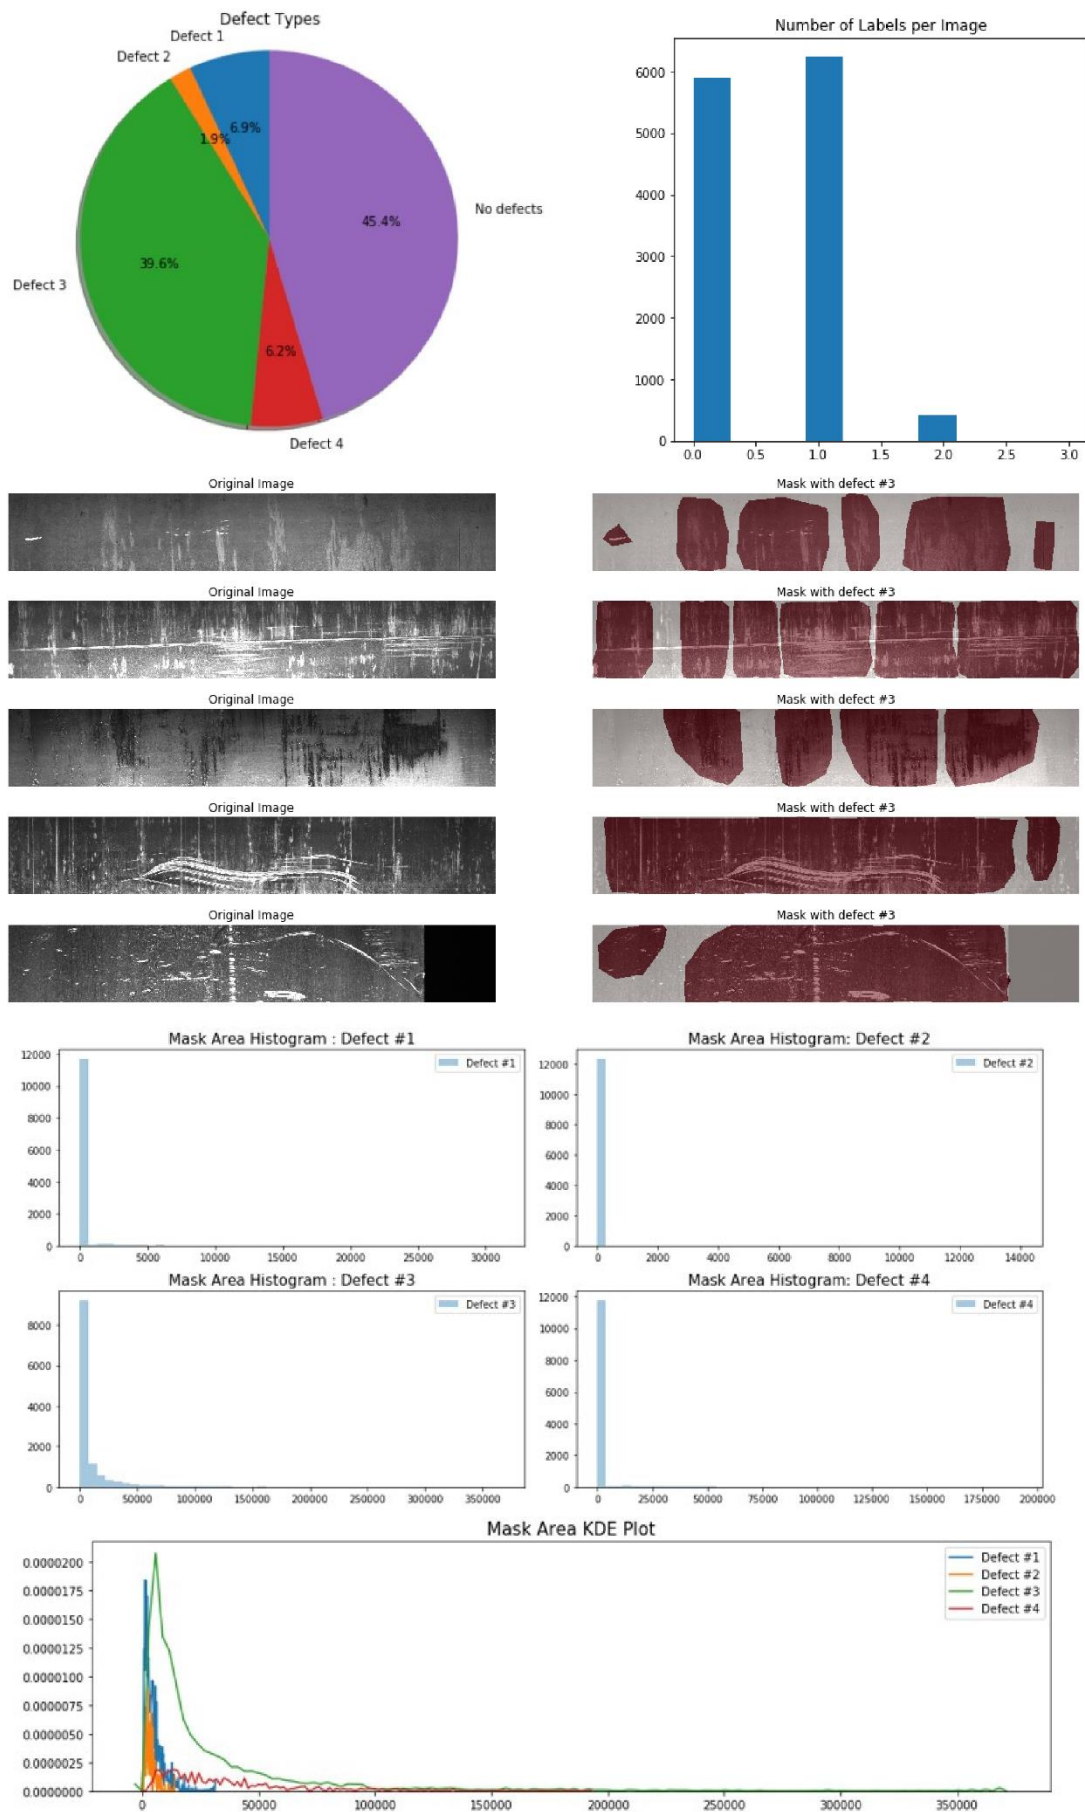 Defect Types
Defect 1
Defect 2
6.9%
1.9%
No defects
45.4%
39.6%
Defect 3
6.2%
Defect 4
Number of Labels per Image
6000
5000
4000
3000
2000
1000
0
0.0 0.5 1.0 1.5 2.0 2.5 3.0
Original Image Mask with defect #3
Original Image Mask with defect #3
Original Image Mask with defect #3
Original Image Mask with defect #3
Original Image Mask with defect #3
Mask Area Histogram : Defect #1
Defect #1
12000
10000
8000
6000
4000
2000
0
0 5000 10000 15000 20000 25000 30000
Mask Area Histogram: Defect #2
Defect #2
12000
10000
8000
6000
4000
2000
0
0 2000 4000 6000 8000 10000 12000 14000
Mask Area Histogram : Defect #3
Defect #3
8000
6000
4000
2000
0
0 50000 100000 150000 200000 250000 300000 350000
Mask Area Histogram: Defect #4
Defect #4
12000
10000
8000
6000
4000
2000
0
0 25000 50000 75000 100000 125000 150000 175000 200000
Mask Area KDE Plot
Defect #1
Defect #2
Defect #3
Defect #4
0.0000200
0.0000175
0.0000150
0.0000125
0.0000100
0.0000075
0.0000050
0.0000025
0.0000000
0 50000 100000 150000 200000 250000 300000 350000